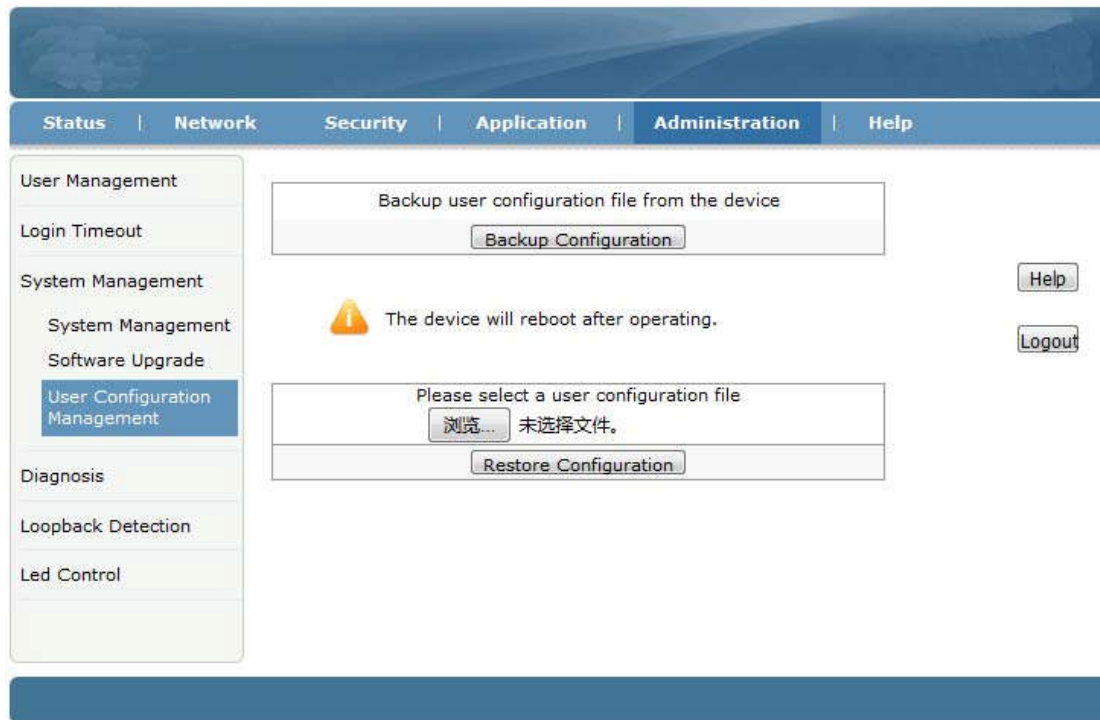 Status | Network Security | Application | Administration | Help
User Management
Login Timeout
System Management
System Management
Software Upgrade
User Configuration
Management
Diagnosis
Loopback Detection
Led Control
Backup user configuration file from the device
Backup Configuration
The device will reboot after operating.
Please select a user configuration file
浏览... 未选择文件。
Restore Configuration
Help
Logout